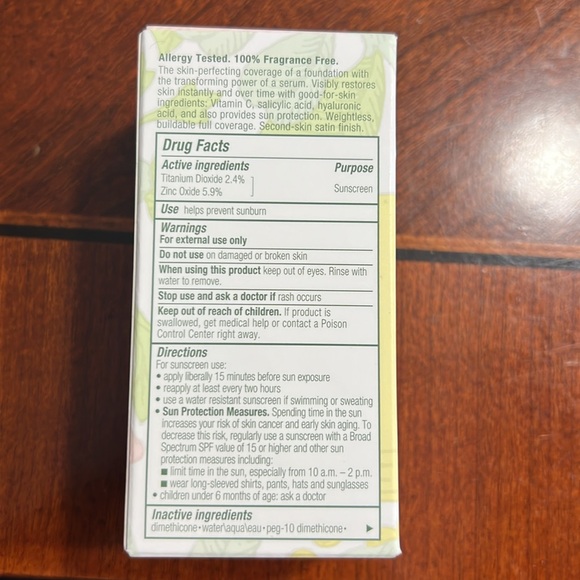 Allergy Tested. 100% Fragrance Free.
The skin-perfecting coverage of a foundation with
the transforming power of a serum. Visibly restores
skin instantly and over time with good-for-skin
ingredients: Vitamin C, salicylic acid, hyaluronic
acid, and also provides sun protection. Weightless,
buildable full coverage. Second-skin satin finish.
Drug Facts
Active ingredients Purpose
Titanium Dioxide 2.4%
Zinc Oxide 5.9% Sunscreen
Use helps prevent sunburn
Warnings
For external use only
Do not use on damaged or broken skin
When using this product keep out of eyes. Rinse with
water to remove.
Stop use and ask a doctor if rash occurs
Keep out of reach of children. If product is
swallowed, get medical help or contact a Poison
Control Center right away.
Directions
For sunscreen use:
• apply liberally 15 minutes before sun exposure
• reapply at least every two hours
• use a water resistant sunscreen if swimming or sweating
• Sun Protection Measures. Spending time in the sun
increases your risk of skin cancer and early skin aging. To
decrease this risk, regularly use a sunscreen with a Broad
Spectrum SPF value of 15 or higher and other sun
protection measures including:
■ limit time in the sun, especially from 10 a.m. – 2 p.m.
■ wear long-sleeved shirts, pants, hats and sunglasses
• children under 6 months of age: ask a doctor
Inactive ingredients
dimethicone • water\aqua\eau • peg-10 dimethicone •